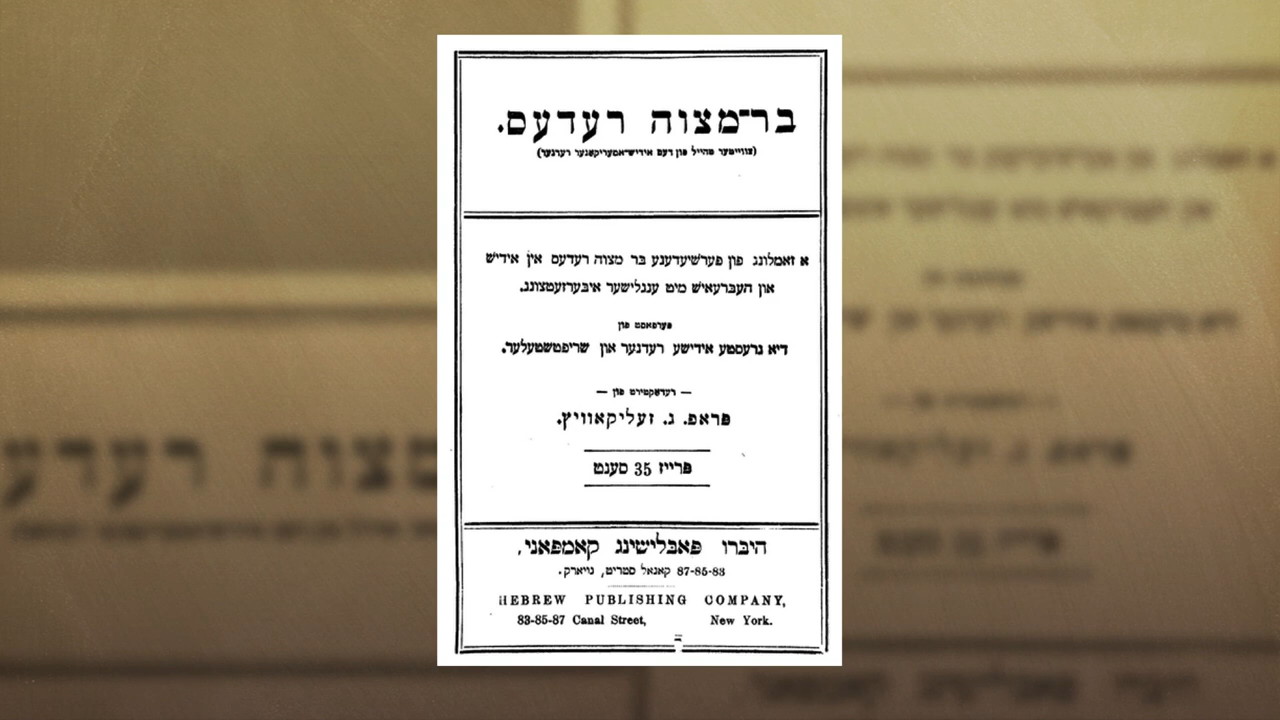 בר־מצוה רעדעס.
(צווייטער טהייל פון דעם אידיש־אמעריקאנער רעדנער)
א זאמלונג פון פערשיעדענע בר מצוה רעדעס אין אידיש
און העברעאיש מיט ענגלישער איבערזעטצונג.
פערפאסט פון
דיא גרעסטע אידישע רעדנער און שריפטשטעלער.
— רעדאקטירט פון —
פראפ. ג. זעליקאוויץ.
פרייז 35 סענט
היברו פאבלישינג קאמפאני,
87-85-83 קאנאל סטריט, נויארק.
HEBREW PUBLISHING COMPANY,
83-85-87 Canal Street, New York.